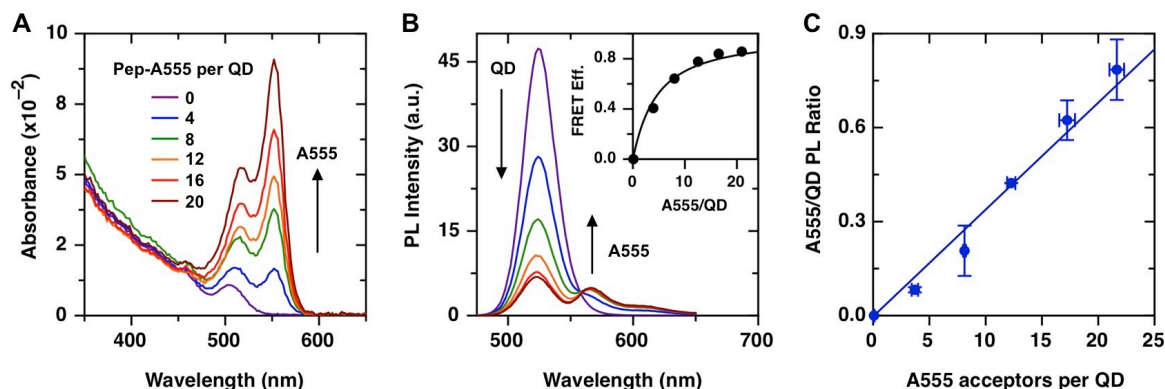 A
Absorbance (x10⁻²)
10
8
5
2
0
Pep-A555 per QD
0
4
8
12
16
20
A555
400
500
600
Wavelength (nm)
B
PL Intensity (a.u.)
45
30
15
0
QD
A555
500
600
700
Wavelength (nm)
FRET Eff.
0.8
0.4
0.0
0
10
20
A555/QD
C
A555/QD PL Ratio
0.9
0.6
0.3
0.0
0
5
10
15
20
25
A555 acceptors per QD